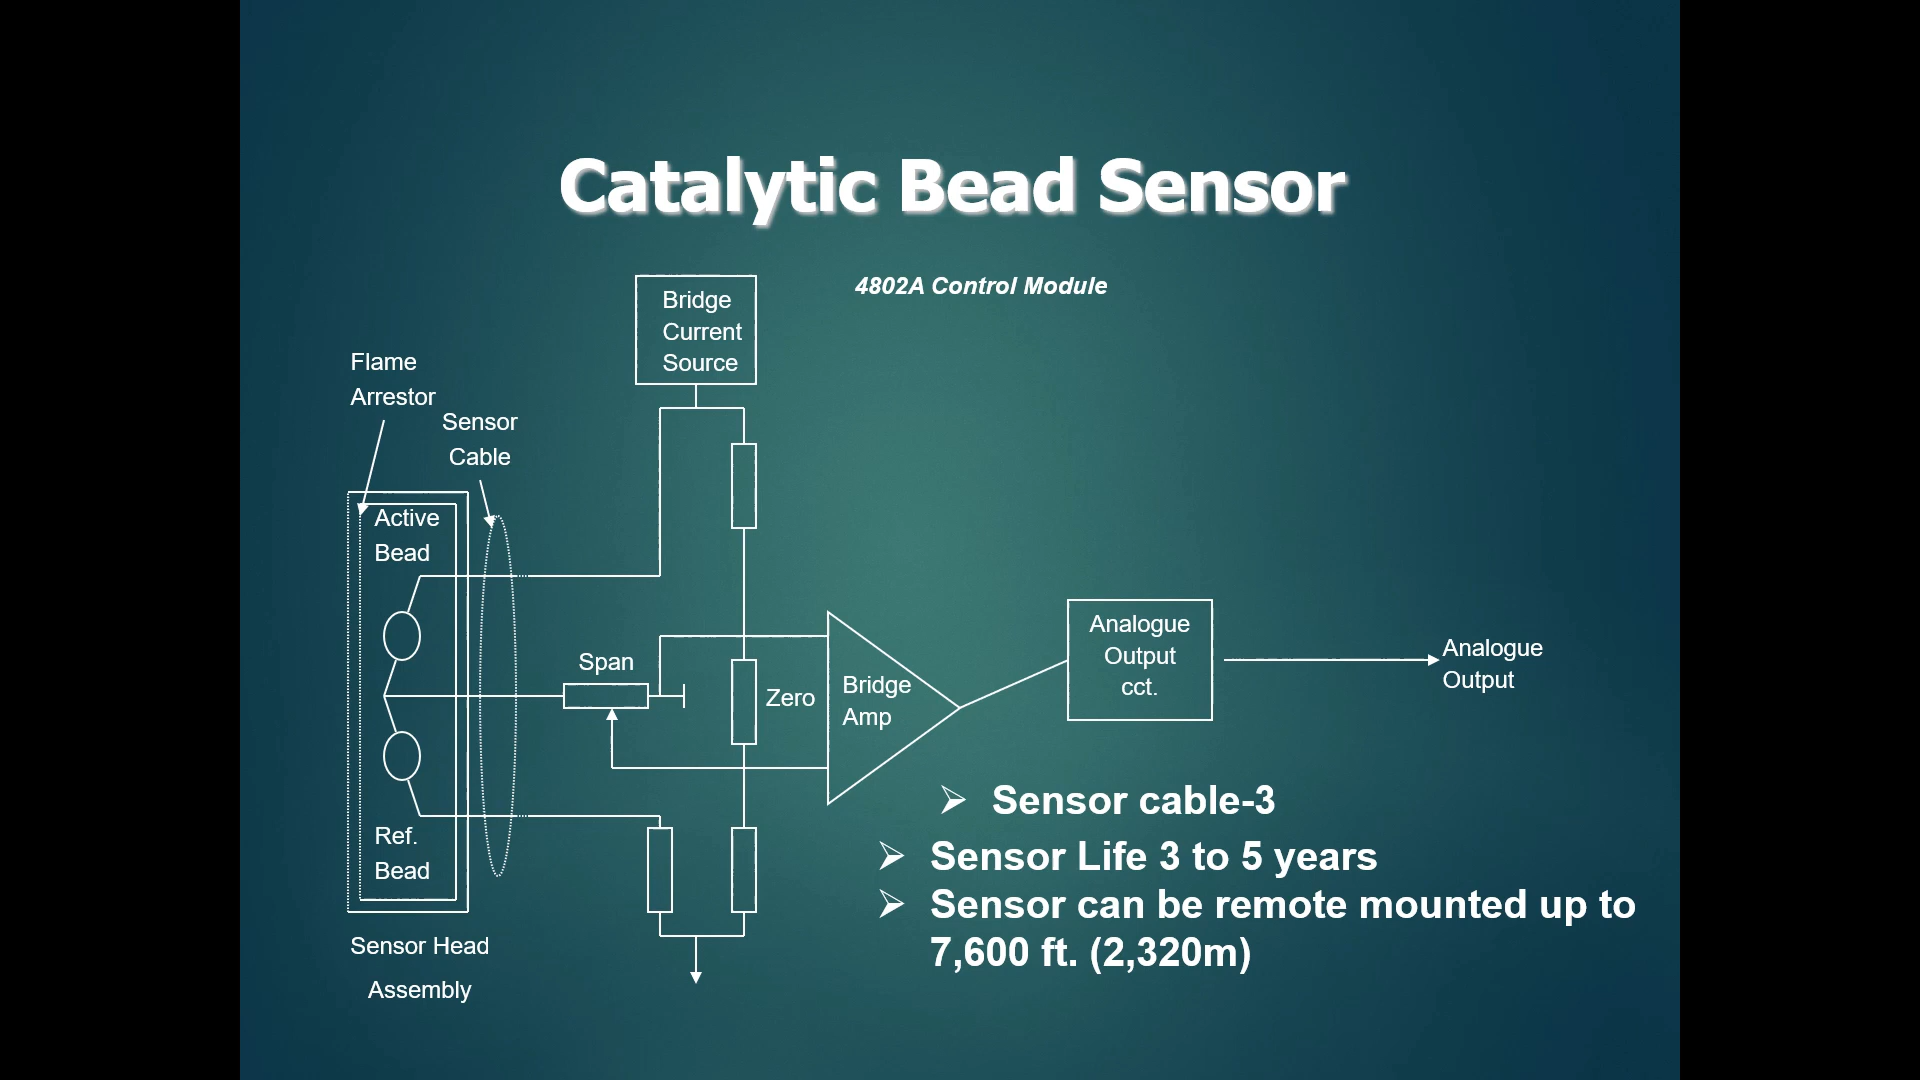 Catalytic Bead Sensor
4802A Control Module
Bridge
Current
Source
Flame
Arrestor
Sensor
Cable
Active
Bead
Span
Zero
Bridge
Amp
Analogue
Output
cct.
Analogue
Output
Ref.
Bead
Sensor Head
Assembly
➢ Sensor cable-3
➢ Sensor Life 3 to 5 years
➢ Sensor can be remote mounted up to
7,600 ft. (2,320m)